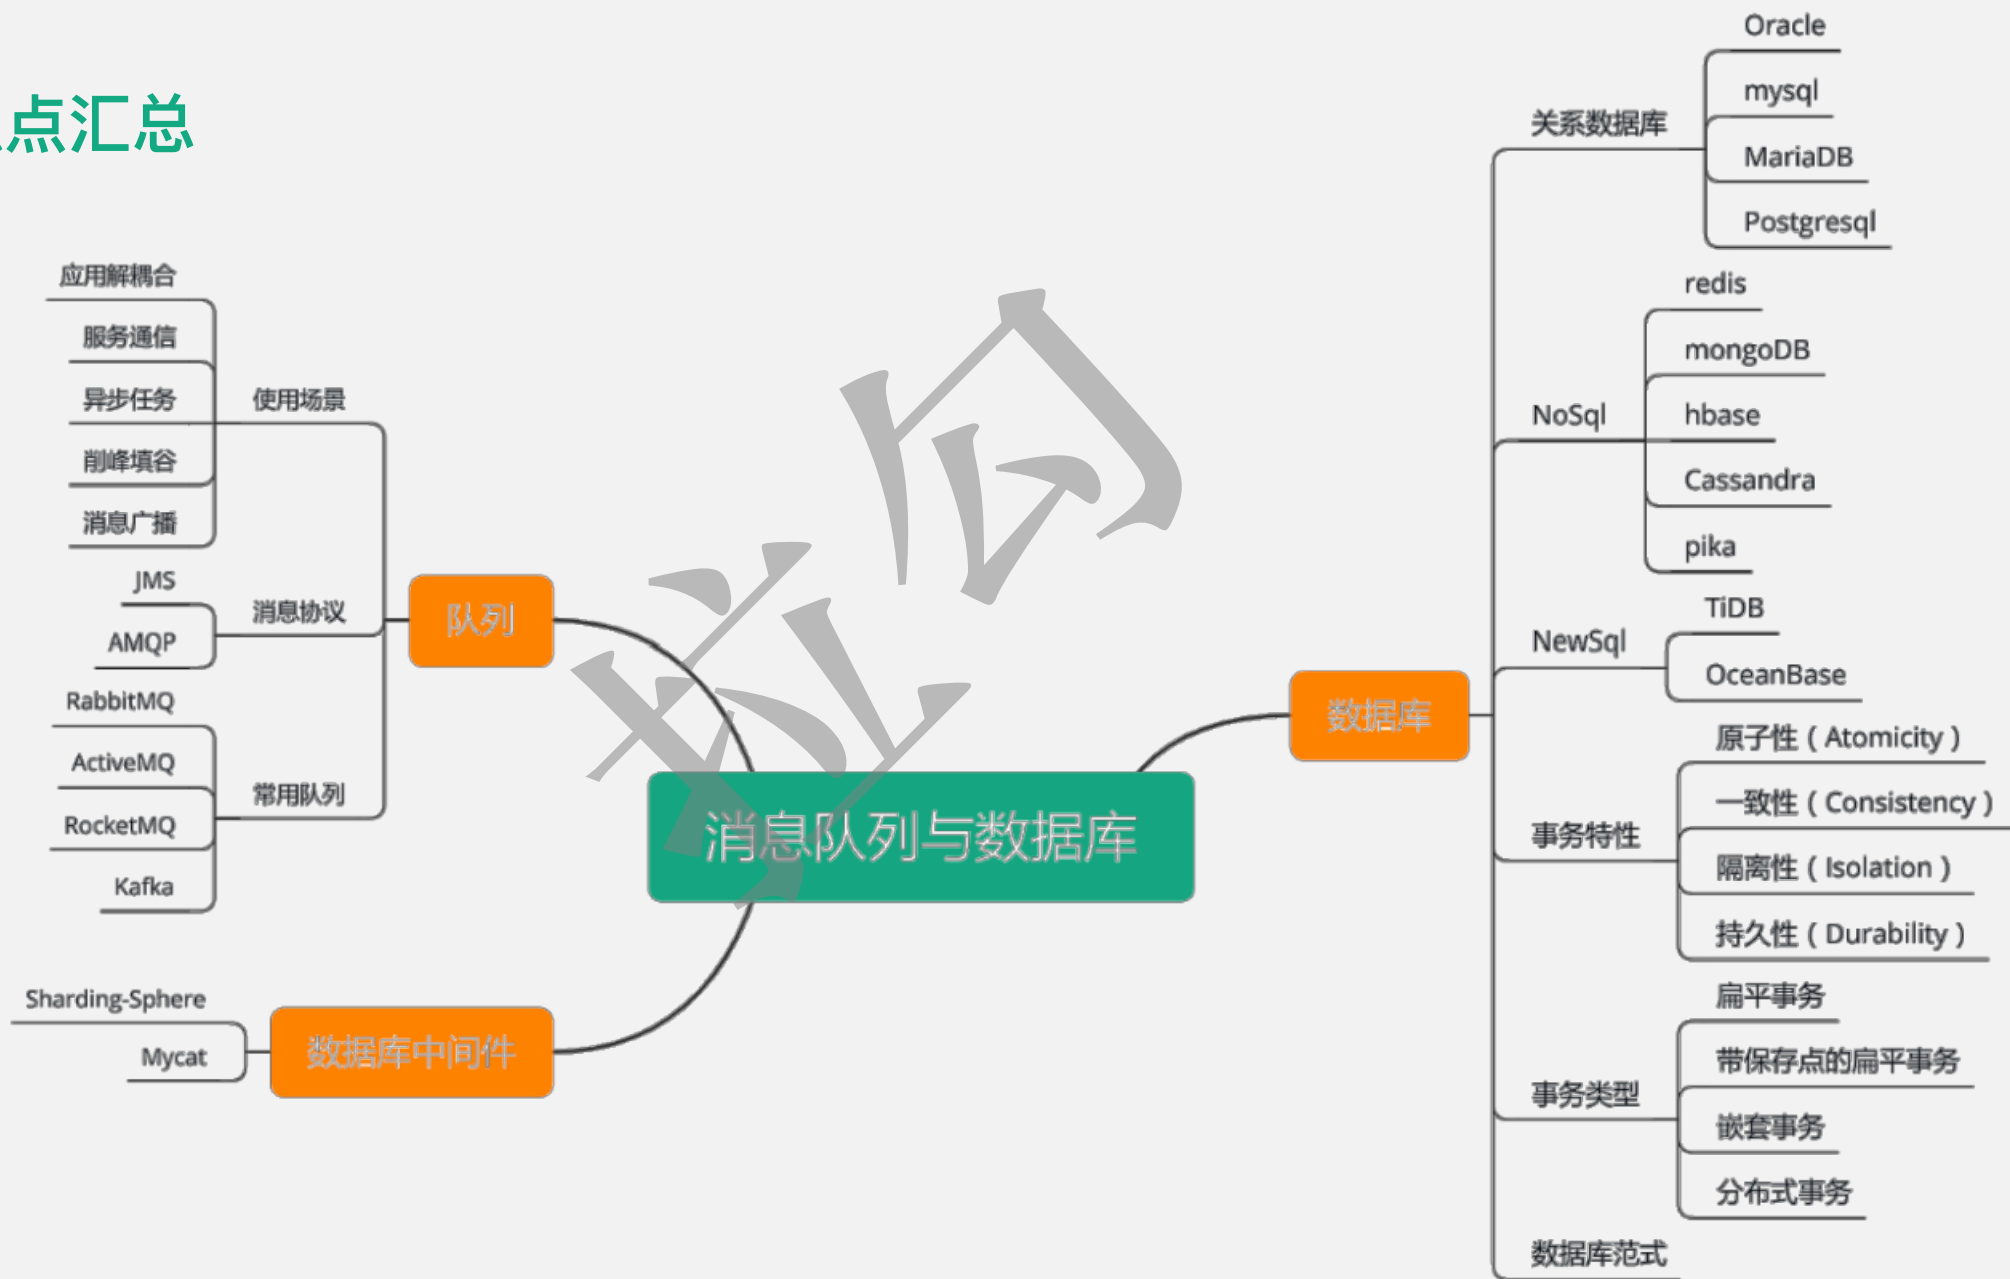 点汇总
应用解耦合
服务通信
异步任务
削峰填谷
消息广播
使用场景
JMS
AMQP
消息协议
RabbitMQ
ActiveMQ
RocketMQ
Kafka
常用队列
队列
Sharding-Sphere
Mycat
数据库中间件
消息队列与数据库
拉勾
数据库
关系数据库
Oracle
mysql
MariaDB
Postgresql
NoSql
redis
mongoDB
hbase
Cassandra
pika
NewSql
TiDB
OceanBase
事务特性
原子性（Atomicity）
一致性（Consistency）
隔离性（Isolation）
持久性（Durability）
事务类型
扁平事务
带保存点的扁平事务
嵌套事务
分布式事务
数据库范式